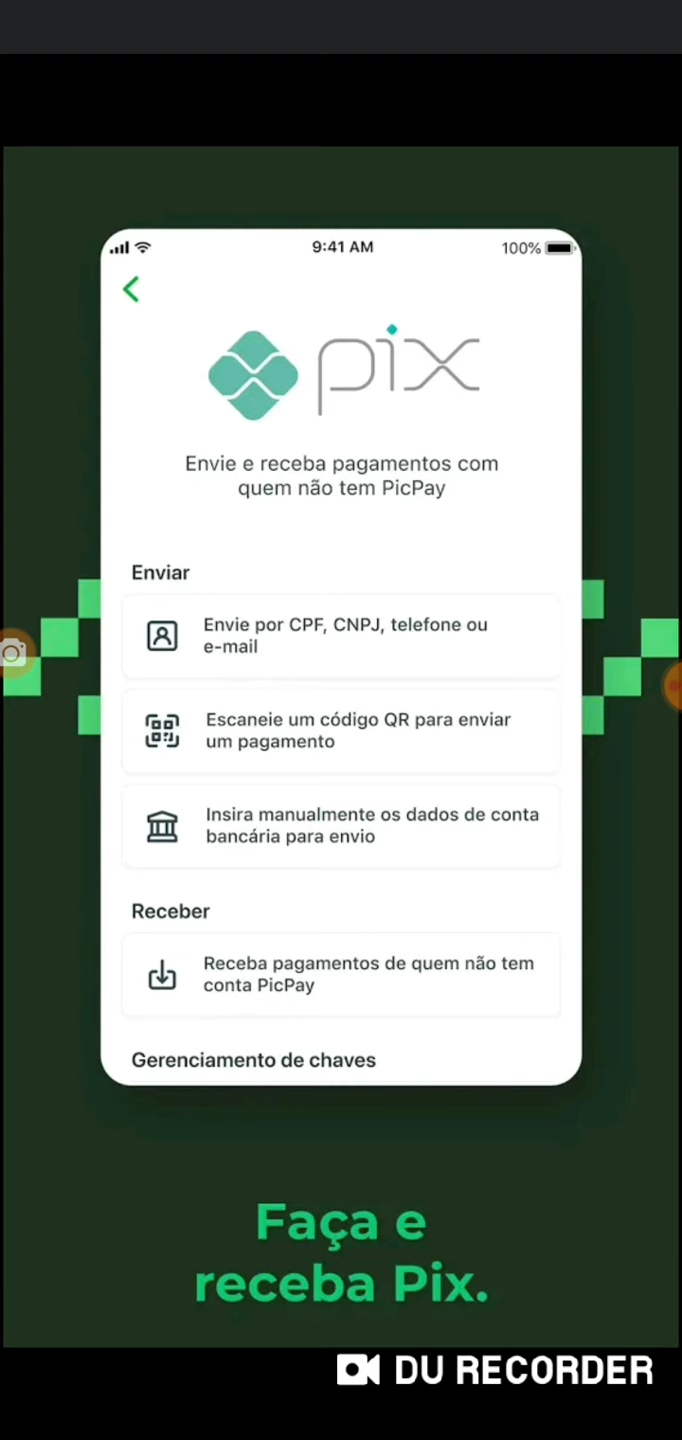 9:41 AM
100%
pix
Envie e receba pagamentos com
quem não tem PicPay
Enviar
Envie por CPF, CNPJ, telefone ou
e-mail
Escaneie um código QR para enviar
um pagamento
Insira manualmente os dados de conta
bancária para envio
Receber
Receba pagamentos de quem não tem
conta PicPay
Gerenciamento de chaves
Faça e
receba Pix.
DU RECORDER